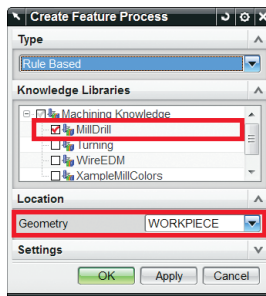 Create Feature Process
Type
Rule Based
Knowledge Libraries
Machining Knowledge
MillDrill
Turning
WireEDM
XampleMillColors
Location
Geometry WORKPIECE
Settings
OK Apply Cancel